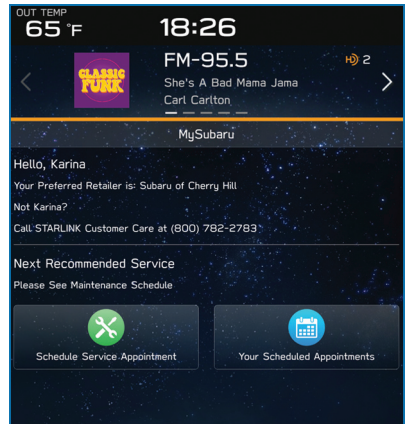 OUT TEMP
65 °F
18:26
CLASSIC
FUNK
FM-95.5
HD 2
She's A Bad Mama Jama
Carl Carlton
MySubaru
Hello, Karina
Your Preferred Retailer is: Subaru of Cherry Hill
Not Karina?
Call STARLINK Customer Care at (800) 782-2783
Next Recommended Service
Please See Maintenance Schedule
Schedule Service Appointment
Your Scheduled Appointments